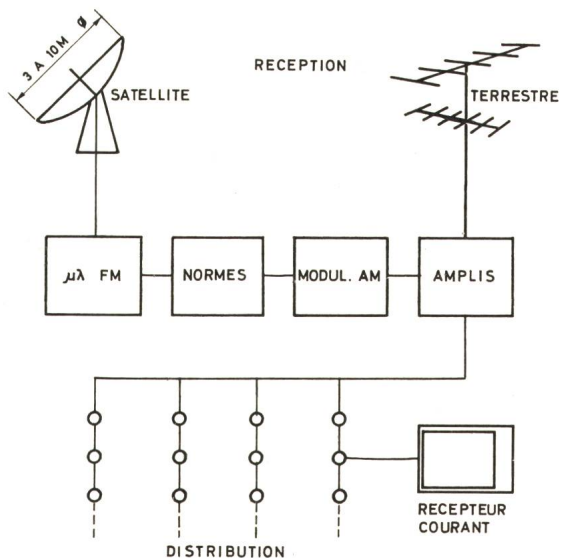 3 A 10M Ø
RECEPTION
SATELLITE
TERRESTRE
μλ FM
NORMES
MODUL. AM
AMPLIS
RECEPTEUR
COURANT
DISTRIBUTION